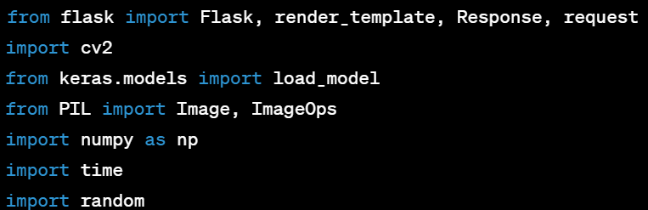 from flask import Flask, render_template, Response, request
import cv2
from keras.models import load_model
from PIL import Image, ImageOps
import numpy as np
import time
import random